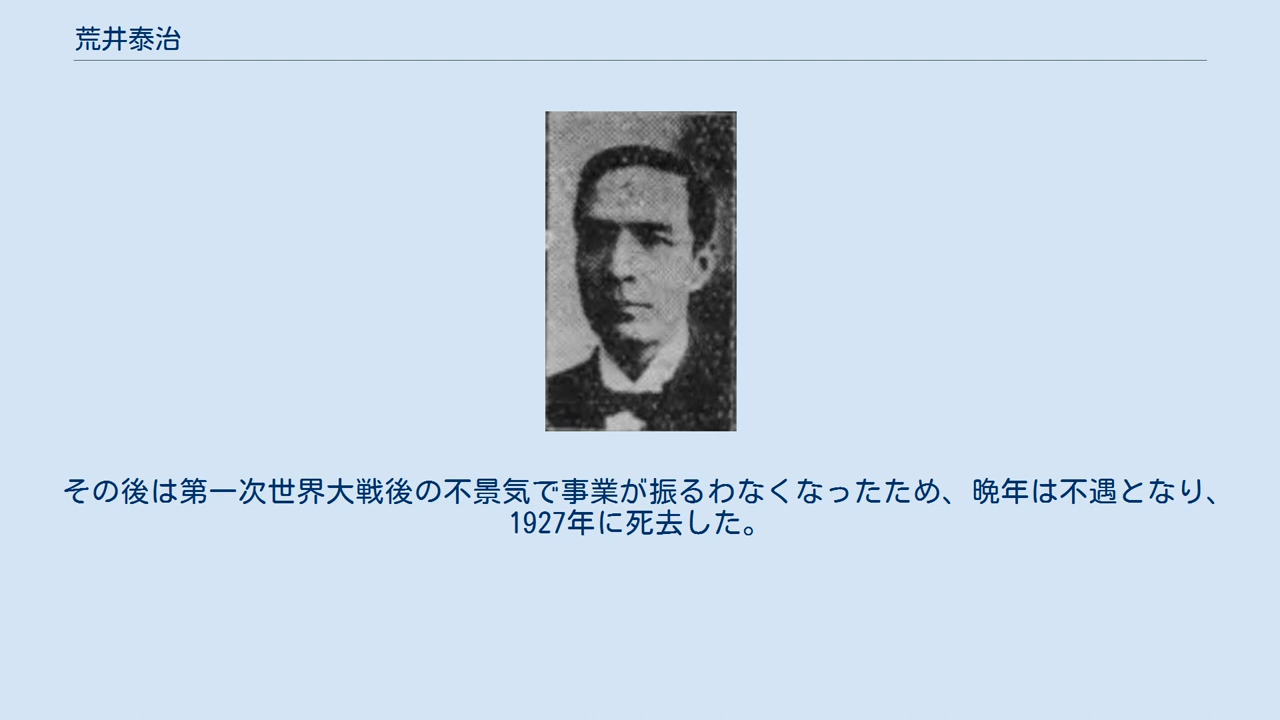 荒井泰治
その後は第一次世界大戦後の不景気で事業が振るわなくなったため、晩年は不遇となり、
1927年に死去した。